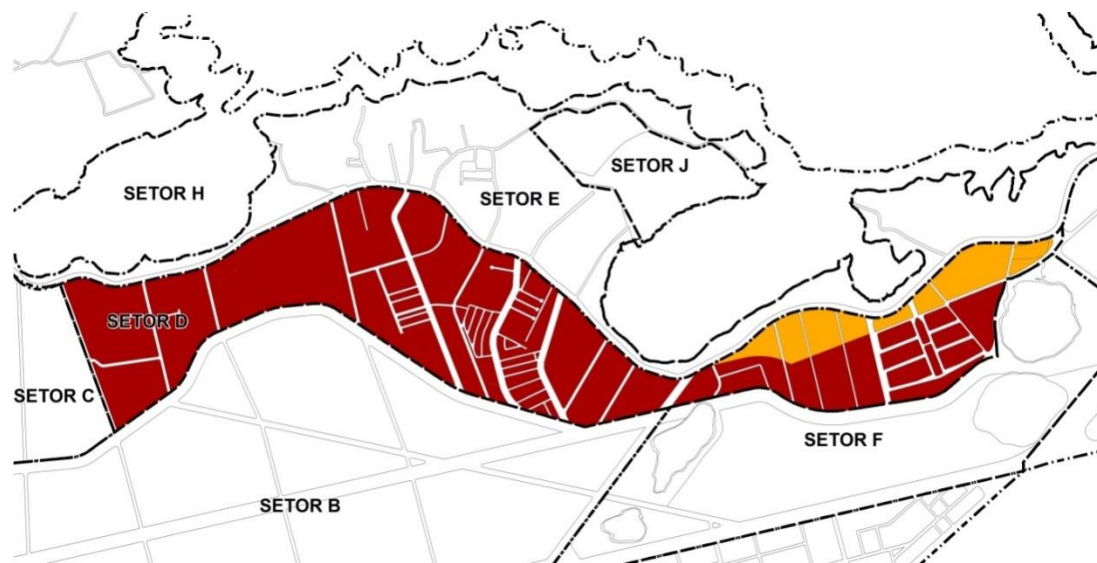 SETOR J
SETOR H
SETOR E
SETOR D
SETOR C
SETOR F
SETOR B